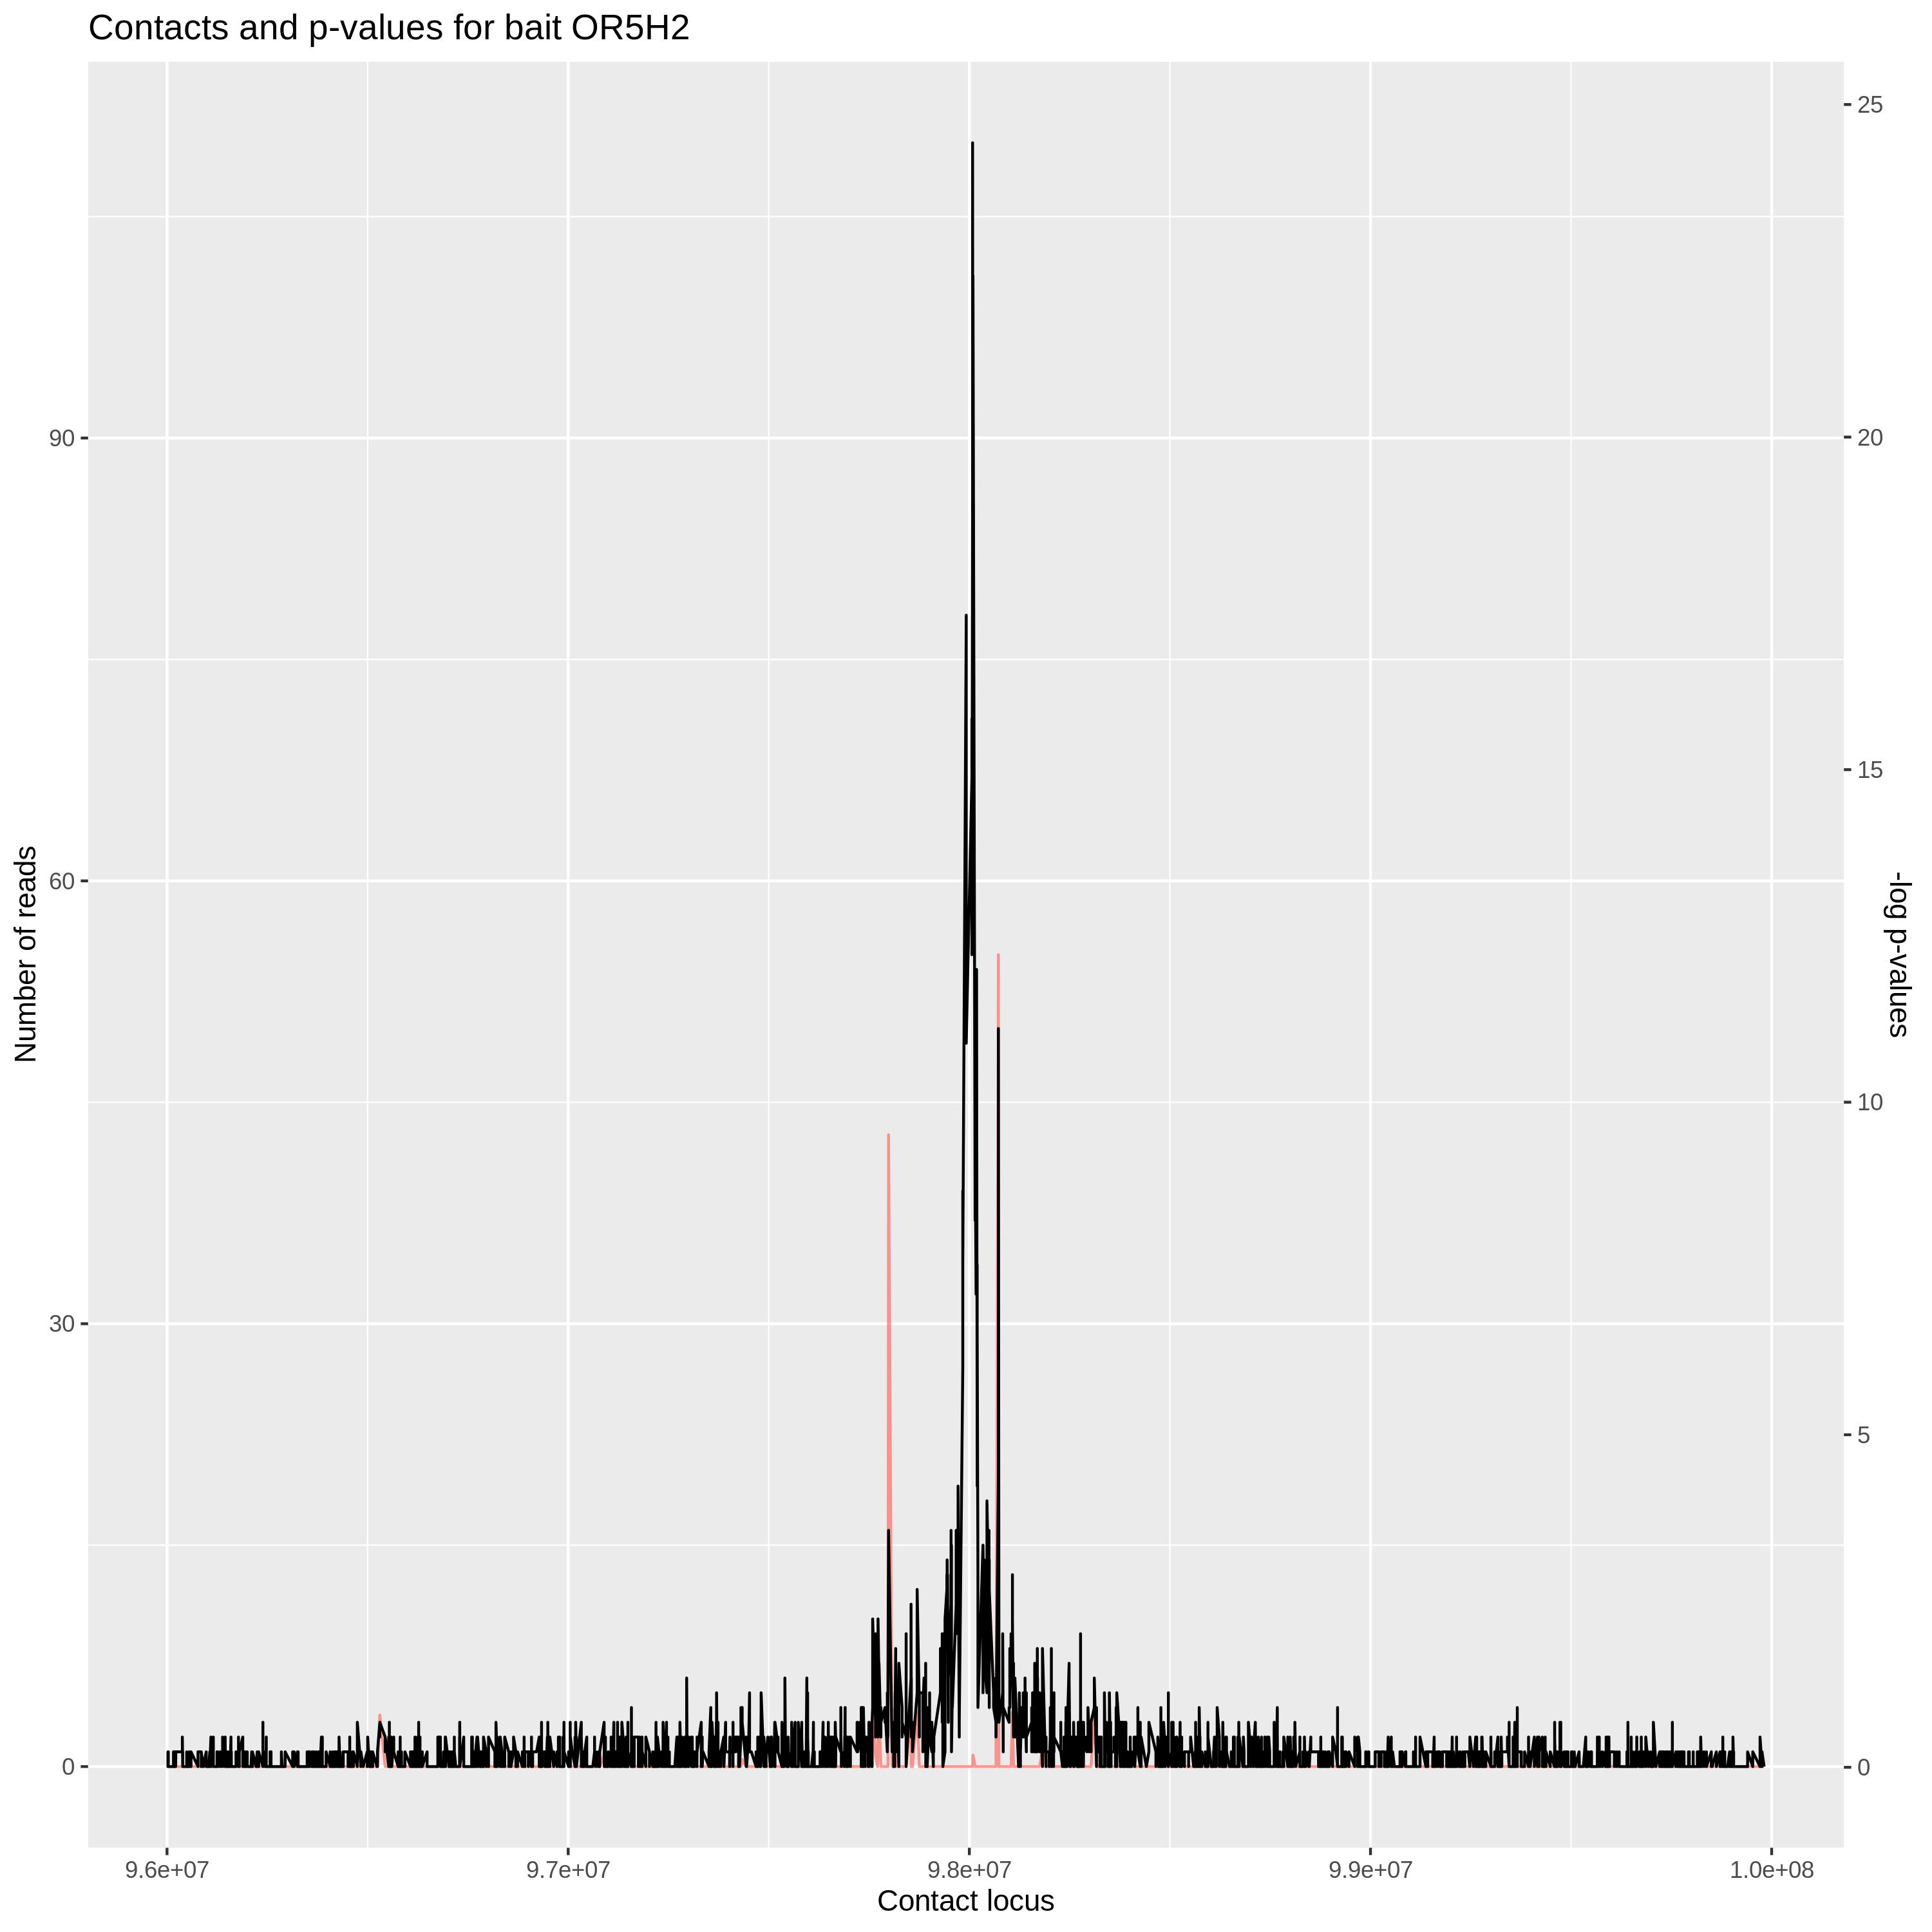 Contacts and p-values for bait OR5H2
Number of reads
90
60
30
0
25
20
15
10
5
0
-log p-values
9.6e+07
9.7e+07
9.8e+07
9.9e+07
1.0e+08
Contact locus